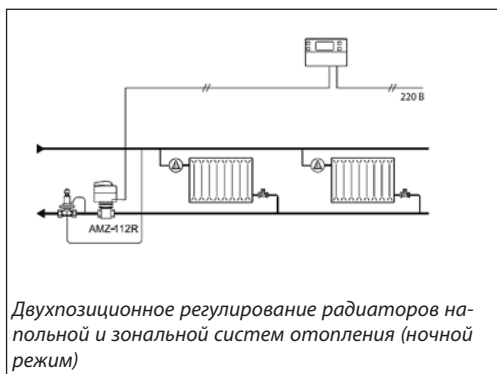 220 В
AMZ-112R
Двухпозиционное регулирование радиаторов на-
польной и зональной систем отопления (ночной
режим)